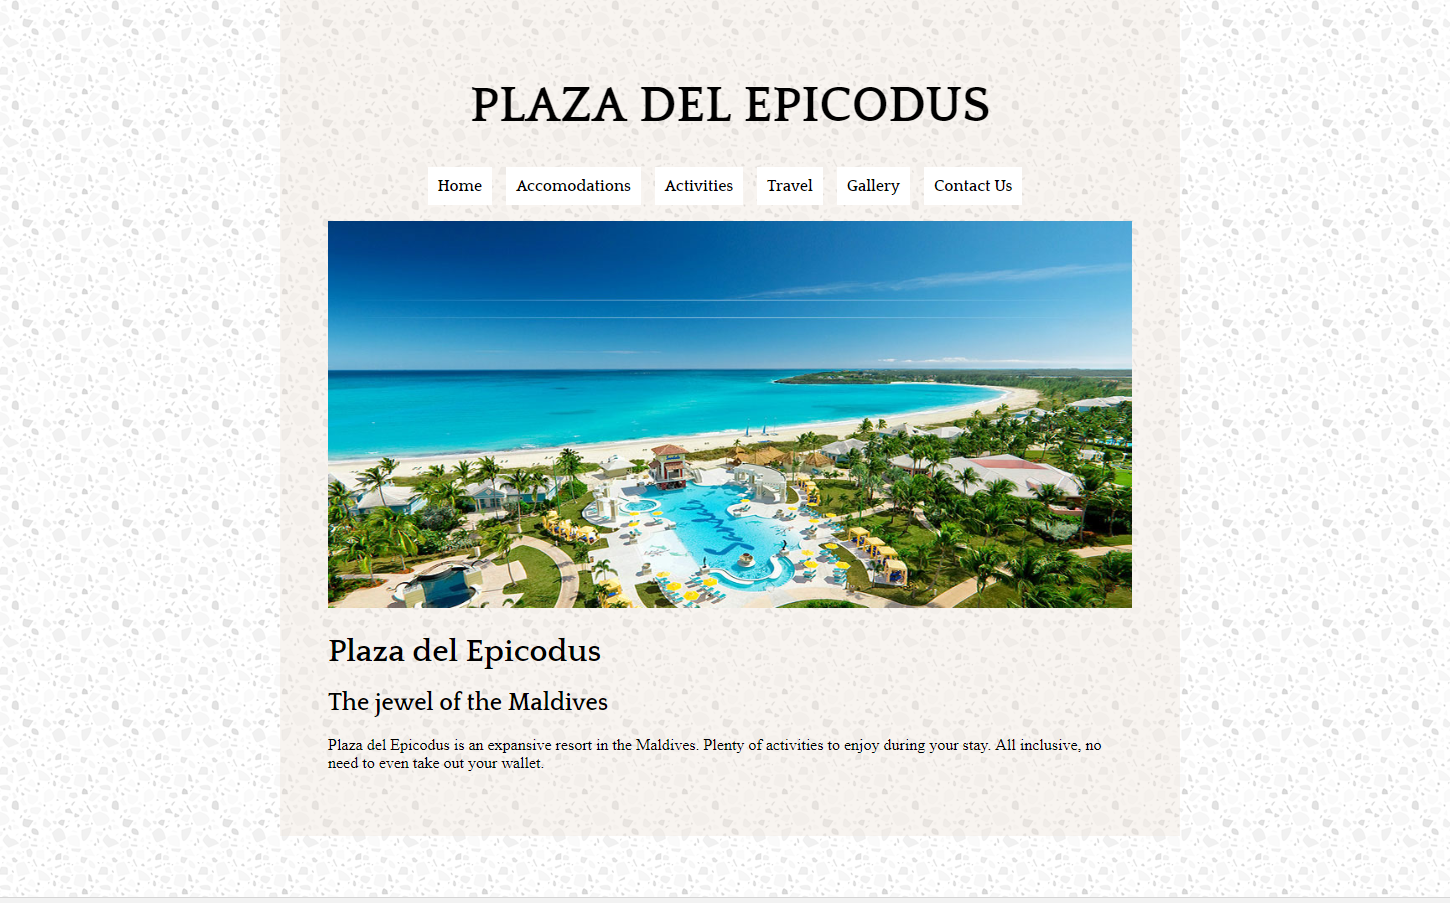 PLAZA DEL EPICODUS
Home Accomodations Activities Travel Gallery Contact Us
Plaza del Epicodus
The jewel of the Maldives
Plaza del Epicodus is an expansive resort in the Maldives. Plenty of activities to enjoy during your stay. All inclusive, no
need to even take out your wallet.